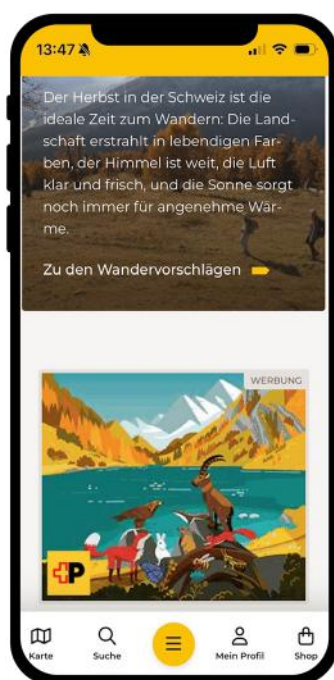 13:47
Der Herbst in der Schweiz ist die
ideale Zeit zum Wandern: Die Land-
schaft erstrahlt in lebendigen Far-
ben, der Himmel ist weit, die Luft
klar und frisch, und die Sonne sorgt
noch immer für angenehme Wär-
me.
Zu den Wandervorschlägen
WERBUNG
P
Karte
Suche
Mein Profil
Shop